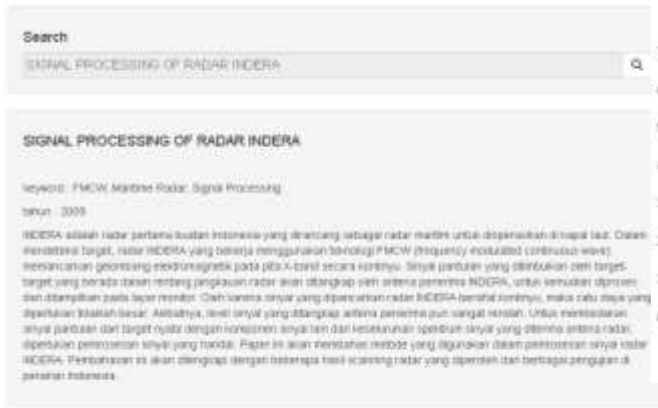 Search
SIGNAL PROCESSING OF RADAR INDERA
SIGNAL PROCESSING OF RADAR INDERA
keyword : FMCW, Maritime Radar, Signal Processing
tahun : 2009
INDERA adalah radar pertama buatan Indonesia yang dirancang sebagai radar maritim untuk dioperasikan di kapal laut. Dalam
mendeteksi target, radar INDERA yang bekerja menggunakan teknologi FMCW (frequency modulated continuous wave)
memancarkan gelombang elektromagnetik pada pita X-band secara kontinyu. Sinyal pantulan yang ditimbulkan oleh target-
target yang berada dalam rentang jangkauan radar akan ditangkap oleh antena penerima INDERA, untuk kemudian diproses
dan ditampilkan pada layar monitor. Oleh karena sinyal yang dipancarkan radar INDERA bersifat kontinyu, maka catu daya yang
diperlukan tidaklah besar. Akibatnya, level sinyal yang ditangkap antena penerima pun sangat rendah. Untuk membedakan
sinyal pantulan dari target nyata dengan komponen sinyal lain dari keseluruhan spektrum sinyal yang diterima antena radar,
diperlukan pemrosesan sinyal yang handal. Paper ini akan membahas metode yang digunakan dalam pemrosesan sinyal radar
INDERA. Pembahasan ini akan dilengkapi dengan beberapa hasil scanning radar yang diperoleh dari berbagai pengujian di
perairan Indonesia.